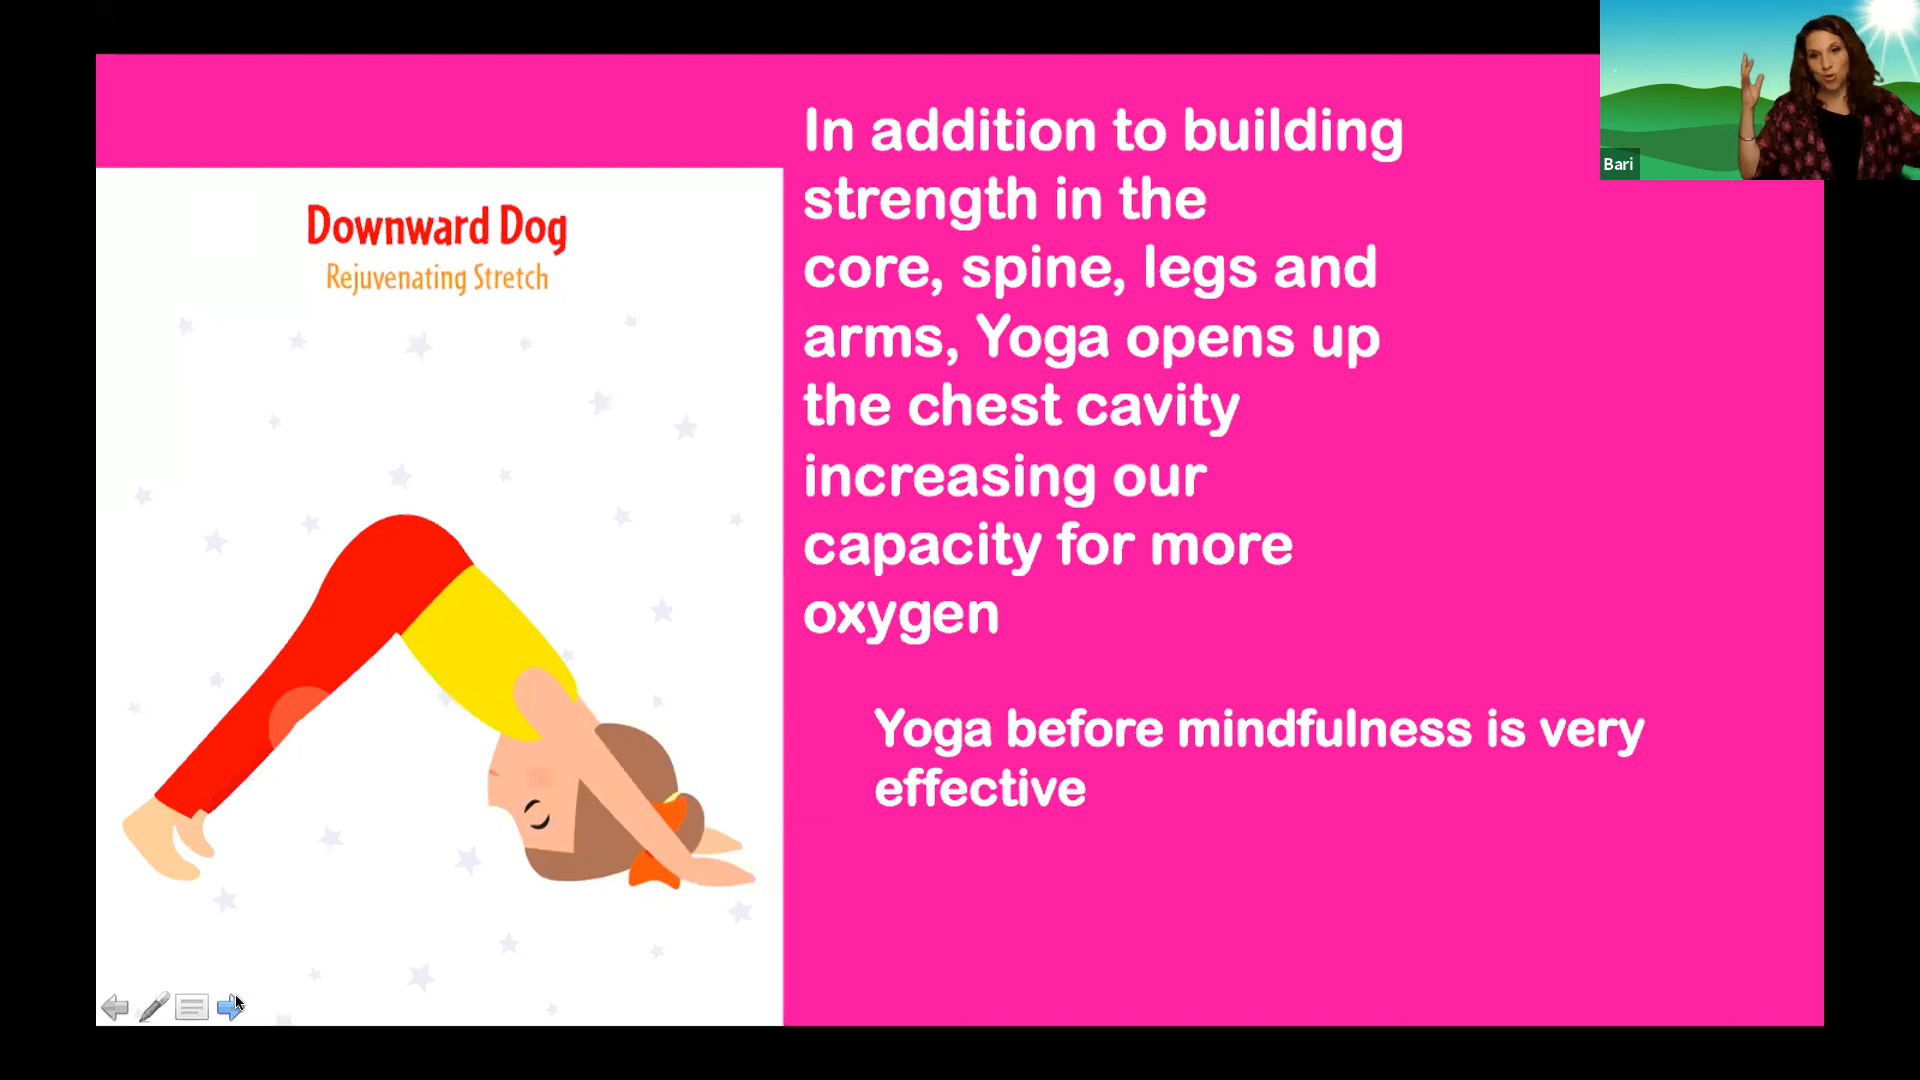 Downward Dog
Rejuvenating Stretch
In addition to building
strength in the
core, spine, legs and
arms, Yoga opens up
the chest cavity
increasing our
capacity for more
oxygen
Yoga before mindfulness is very
effective
Bari